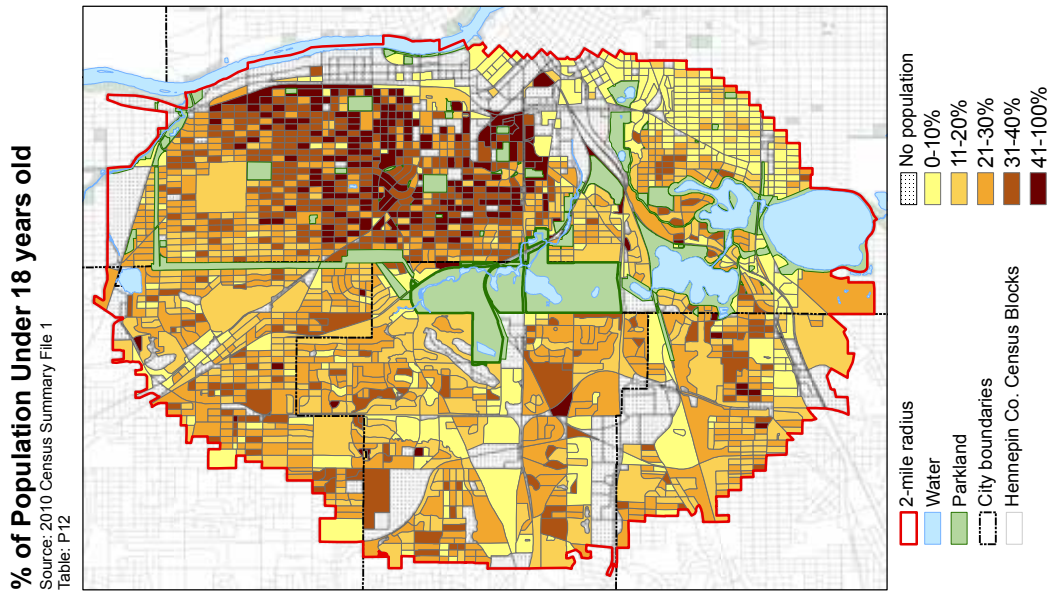 % of Population Under 18 years old
Source: 2010 Census Summary File 1
Table: P12
2-mile radius
Water
Parkland
City boundaries
Hennepin Co. Census Blocks
No population
0-10%
11-20%
21-30%
31-40%
41-100%